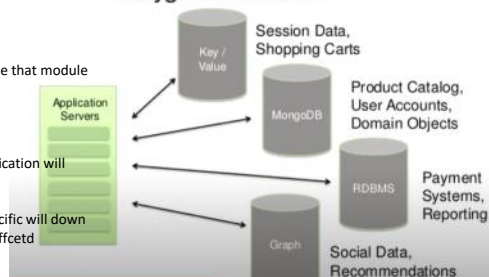 Key /
Value
Session Data,
Shopping Carts
e that module
Application
Servers
MongoDB
Product Catalog,
User Accounts,
Domain Objects
ication will
RDBMS
Payment
Systems,
Reporting
cific will down
ffcetd
Graph
Social Data,
Recommendations